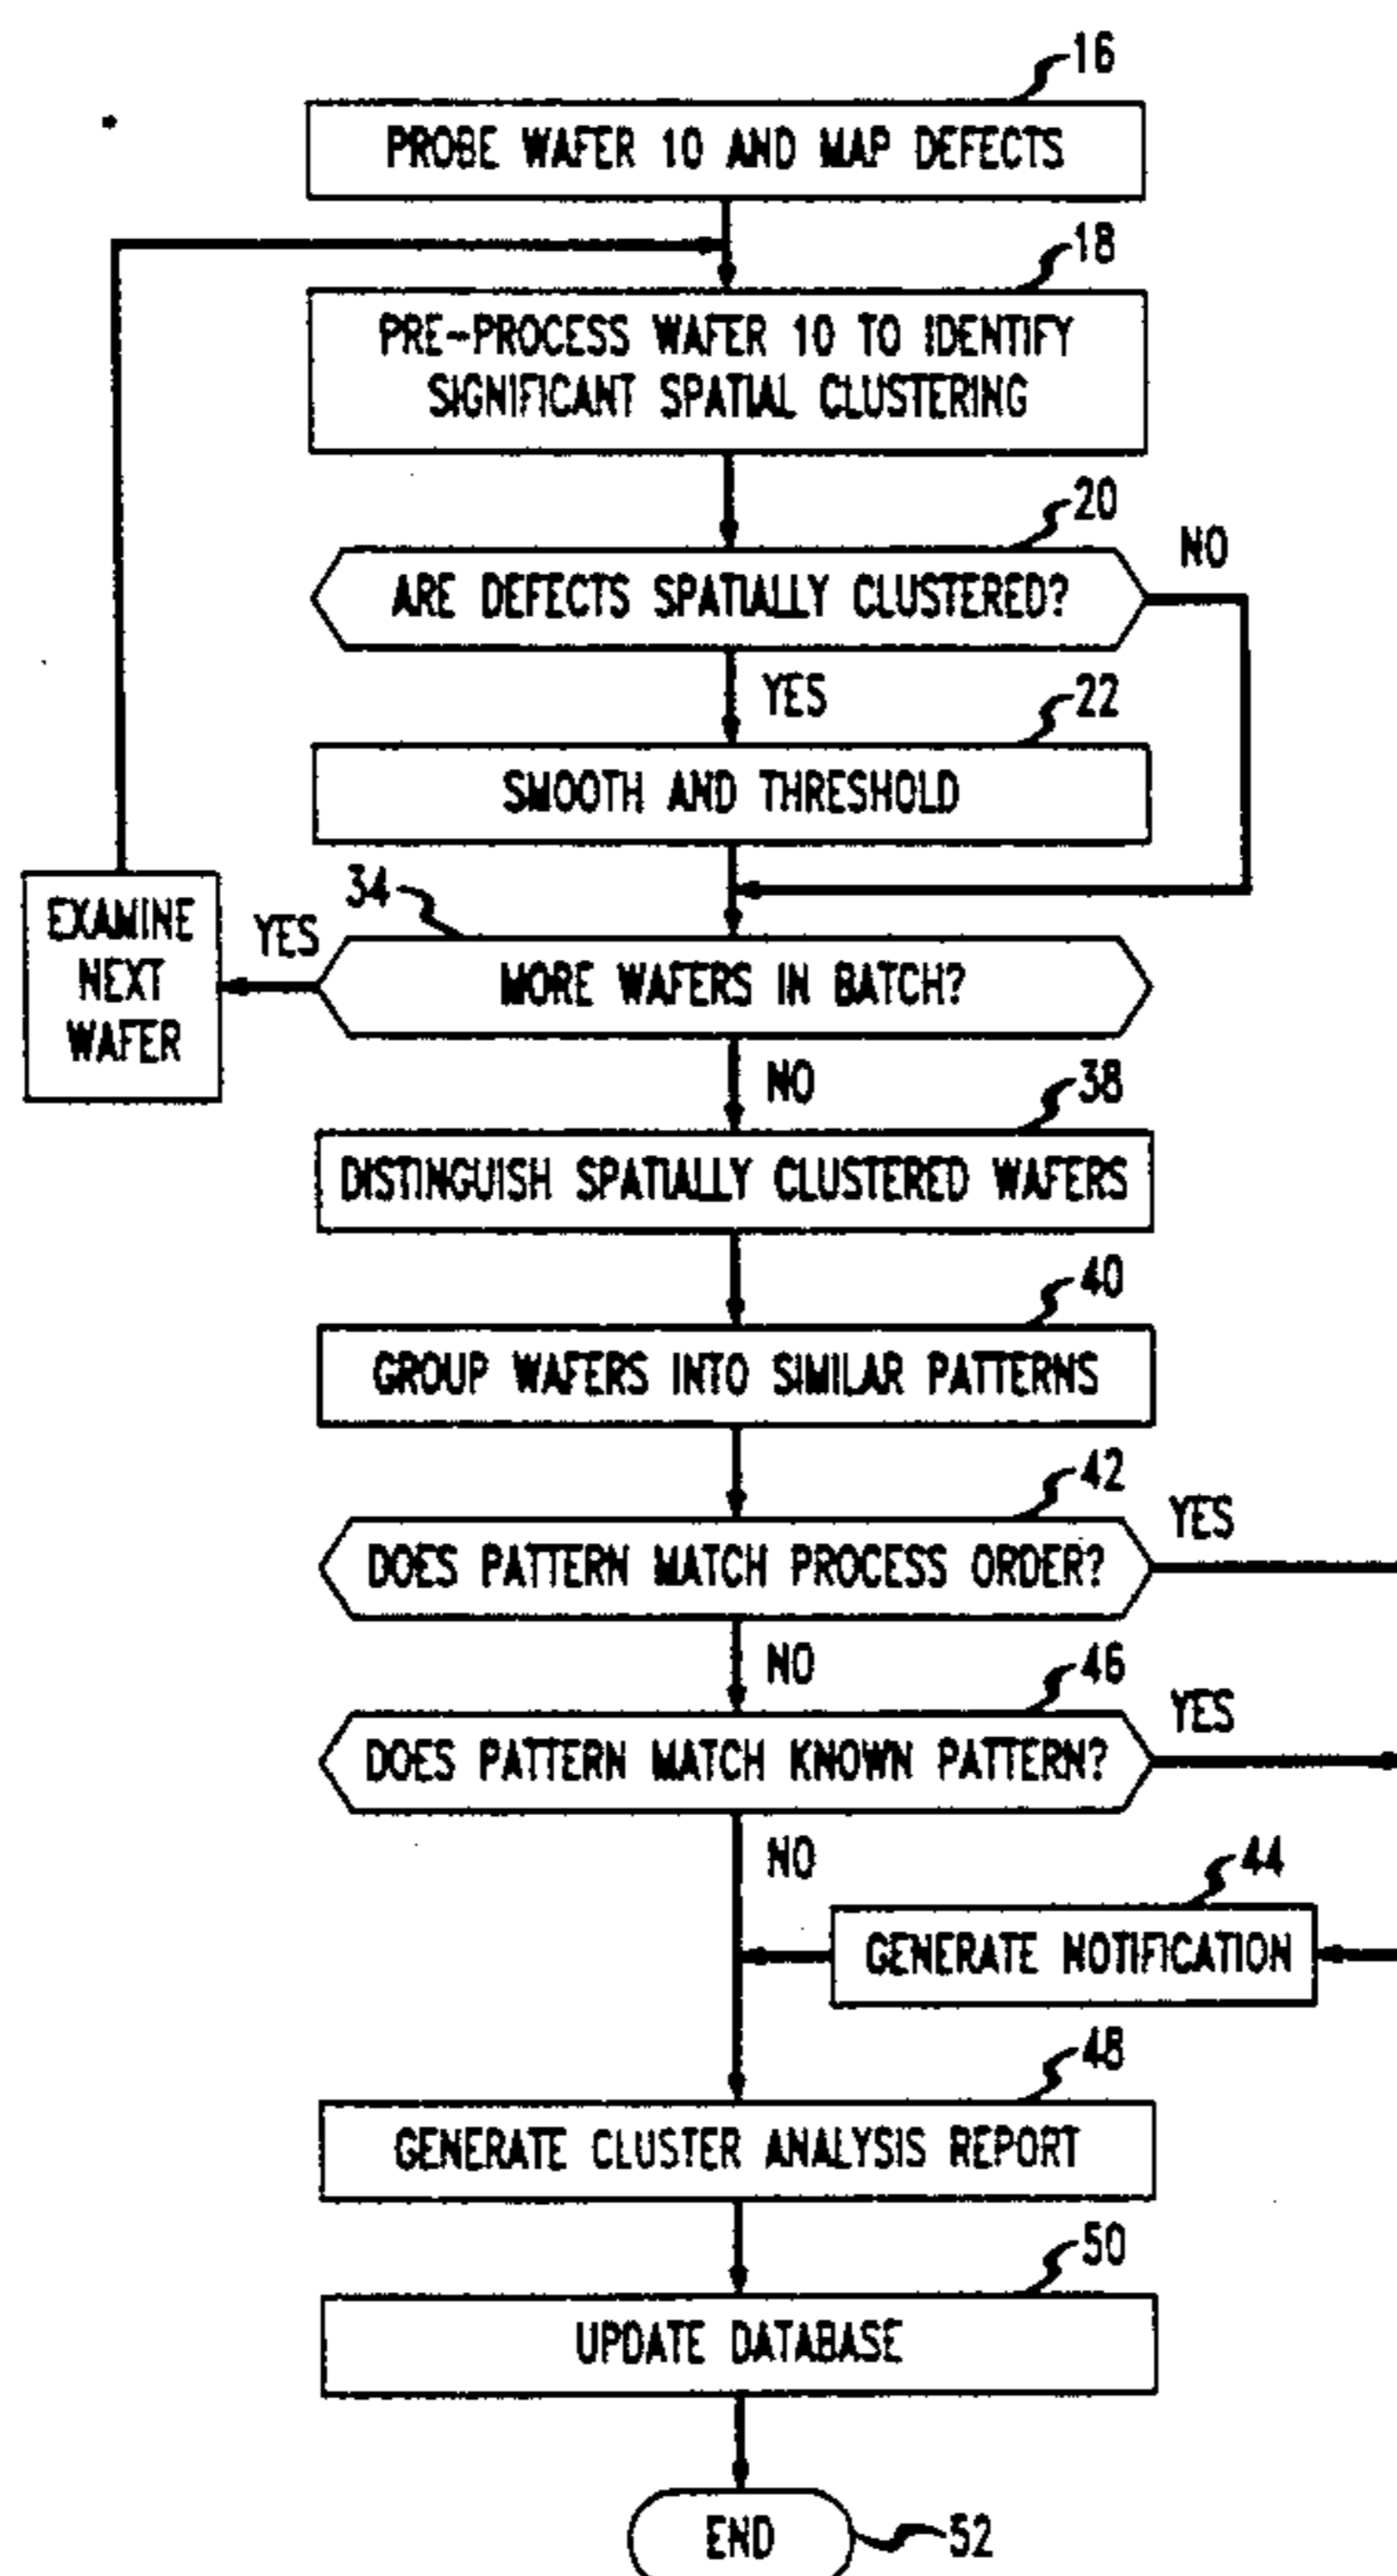 16
PROBE WAFER 10 AND MAP DEFECTS
18
PRE-PROCESS WAFER 10 TO IDENTIFY
SIGNIFICANT SPATIAL CLUSTERING
20
NO
ARE DEFECTS SPATIALLY CLUSTERED?
YES
22
SMOOTH AND THRESHOLD
34
EXAMINE
NEXT
WAFER
YES
MORE WAFERS IN BATCH?
NO
38
DISTINGUISH SPATIALLY CLUSTERED WAFERS
40
GROUP WAFERS INTO SIMILAR PATTERNS
42
YES
DOES PATTERN MATCH PROCESS ORDER?
NO
46
YES
DOES PATTERN MATCH KNOWN PATTERN?
NO
44
GENERATE NOTIFICATION
48
GENERATE CLUSTER ANALYSIS REPORT
50
UPDATE DATABASE
END
52